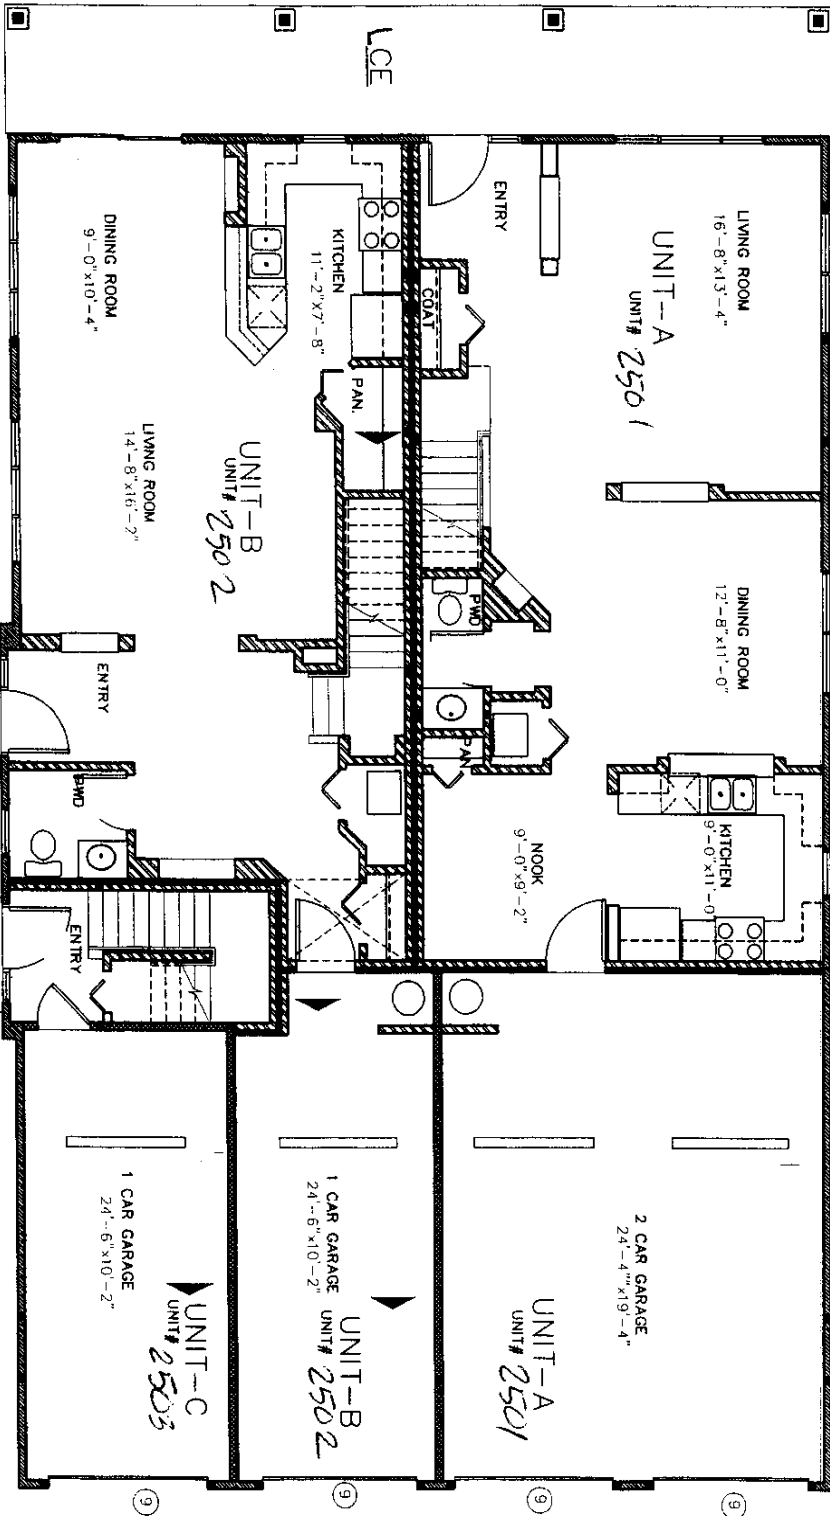 LCE
ENTRY
LIVING ROOM
16'-8"x13'-4"
UNIT-A
UNIT# 2501
COAT
KITCHEN
11'-2"x7'-8"
DINING ROOM
9'-0"x10'-4"
PAN.
LIVING ROOM
14'-8"x16'-2"
UNIT-B
UNIT# 2502
PWD
DINING ROOM
12'-8"x11'-0"
ENTRY
PAN
PWD
NOOK
9'-0"x9'-2"
KITCHEN
9'-0"x11'-0"
ENTRY
1 CAR GARAGE
24'-6"x10'-2"
UNIT-C
UNIT# 2503
1 CAR GARAGE
24'-6"x10'-2"
UNIT-B
UNIT# 2502
2 CAR GARAGE
24'-4""x19'-4"
UNIT-A
UNIT# 2501
9
9
9
9